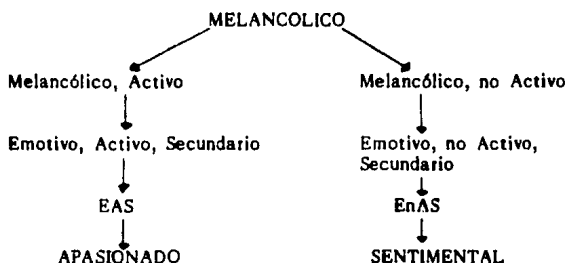 MELANCOLICO
Melancólico, Activo
Melancólico, no Activo
Emotivo, Activo, Secundario
Emotivo, no Activo,
Secundario
EAS
EnAS
APASIONADO
SENTIMENTAL